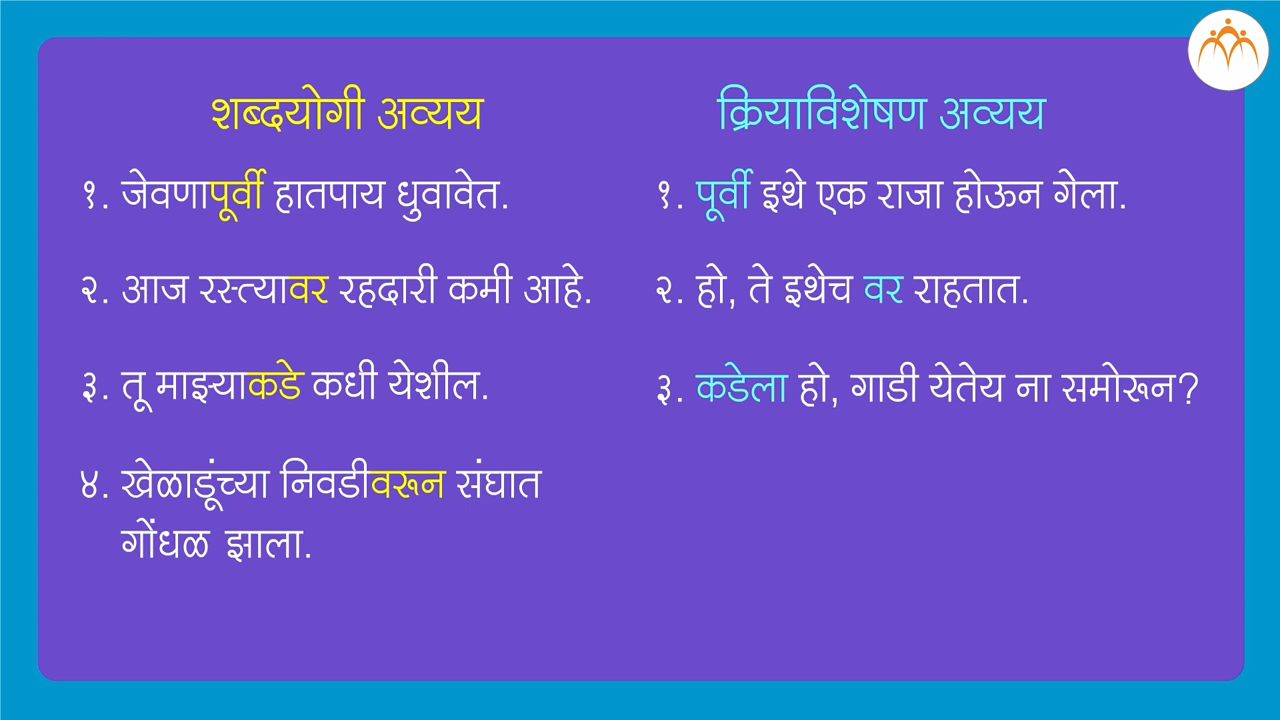 शब्दयोगी अव्यय
१. जेवणापूर्वी हातपाय धुवावेत.
२. आज रस्त्यावर रहदारी कमी आहे.
३. तू माझ्याकडे कधी येशील.
४. खेळाडूंच्या निवडीवरून संघात
गोंधळ झाला.
क्रियाविशेषण अव्यय
१. पूर्वी इथे एक राजा होऊन गेला.
२. हो, ते इथेच वर राहतात.
३. कडेला हो, गाडी येतेय ना समोरून?